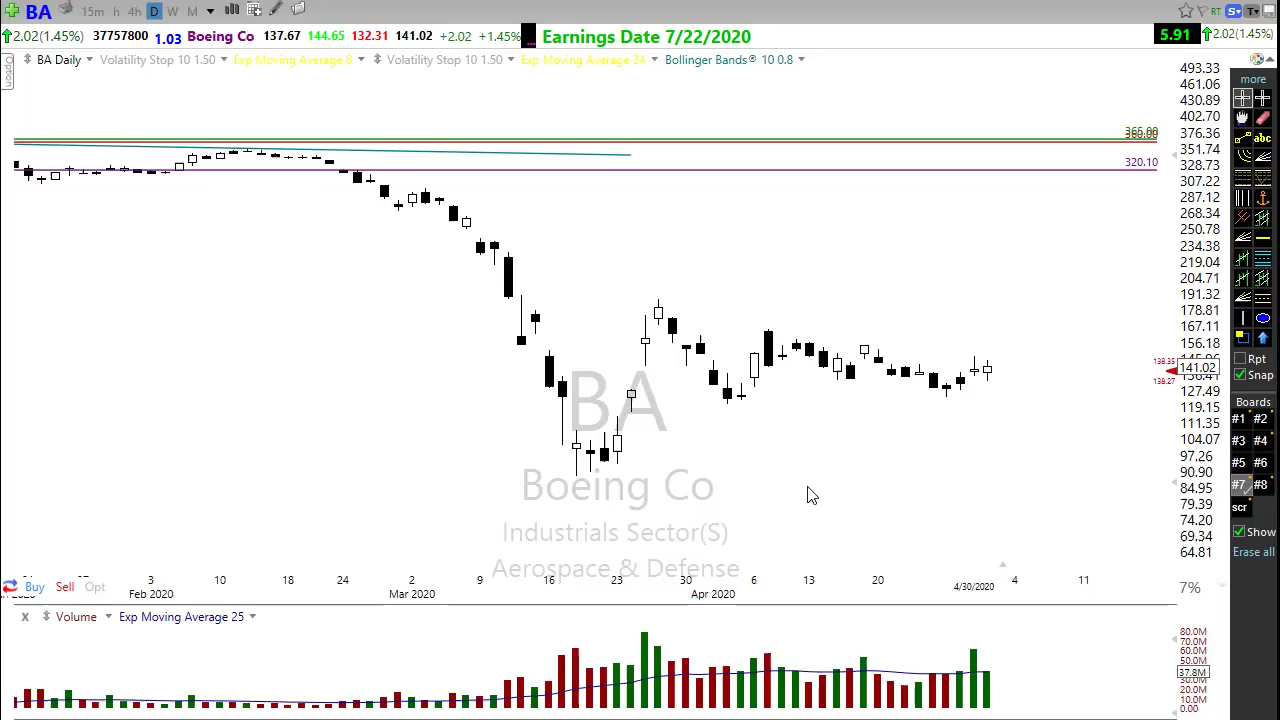 BA 15m h 4h D W M
2.02(1.45%) 37757800 1.03 Boeing Co 137.67 144.65 132.31 141.02 +2.02 +1.45% Earnings Date 7/22/2020 5.91 2.02(1.45%)
RT S T
Option
BA Daily Volatility Stop 10 1.50 Exp Moving Average 8 Volatility Stop 10 1.50 Exp Moving Average 34 Bollinger Bands® 10 0.8
more
493.33
461.06
430.89
402.70
376.36
351.74
328.73
307.22
287.12
268.34
250.78
234.38
219.04
204.71
191.32
178.81
167.11
156.18
141.02
127.49
119.15
111.35
104.07
97.26
90.90
84.95
79.39
74.20
69.34
64.81
365.00
320.10
138.35
138.27
abc
Rpt
Snap
Boards
#1 #2
#3 #4
#5 #6
#7 #8
scr
Show
Erase all
BA
Boeing Co
Industrials Sector(S)
Aerospace & Defense
Buy Sell Opt
3 10 18 24 2 9 16 23 30 6 13 20 4/30/2020 4 11
Feb 2020 Mar 2020 Apr 2020
7%
X Volume Exp Moving Average 25
80.0M
70.0M
60.0M
50.0M
37.8M
20.0M
10.0M
0.00